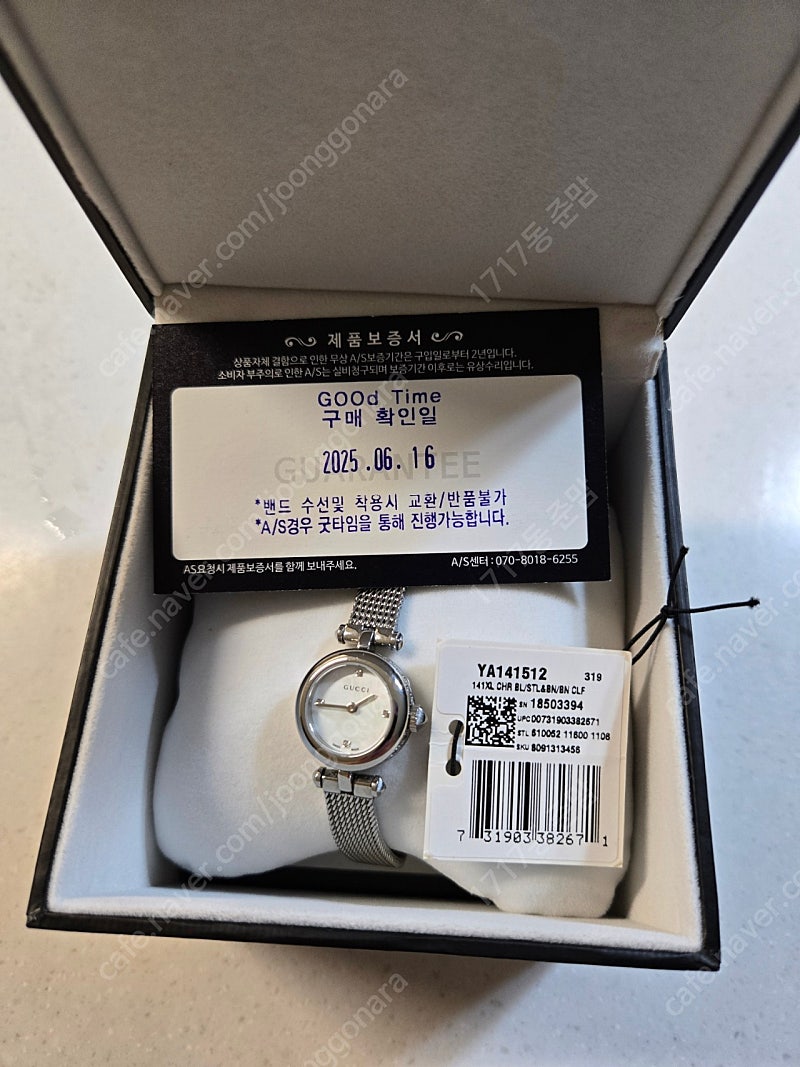 제품보증서
상품자체 결함으로 인한 무상 A/S보증기간은 구입일로부터 2년입니다.
소비자 부주의로 인한 A/S는 실비청구되며 보증기간 이후로는 유상수리입니다.
GOOd Time
구매 확인일
GUARANTEE
2025.06.16
*밴드 수선및 착용시 교환/반품불가
*A/S경우 굿타임을 통해 진행가능합니다.
AS요청시 제품보증서를 함께 보내주세요.
A/S센터 : 070-8018-6255
GUCCI
YA141512 319
141XL CHR BL/STL&BN/BN CLF
SN 18503394
UPC 00731903382671
STL 610062 11600 1108
SKU 8091313456
7 31903 38267 1
cafe.naver.com/joonggonara
1717동 준맘